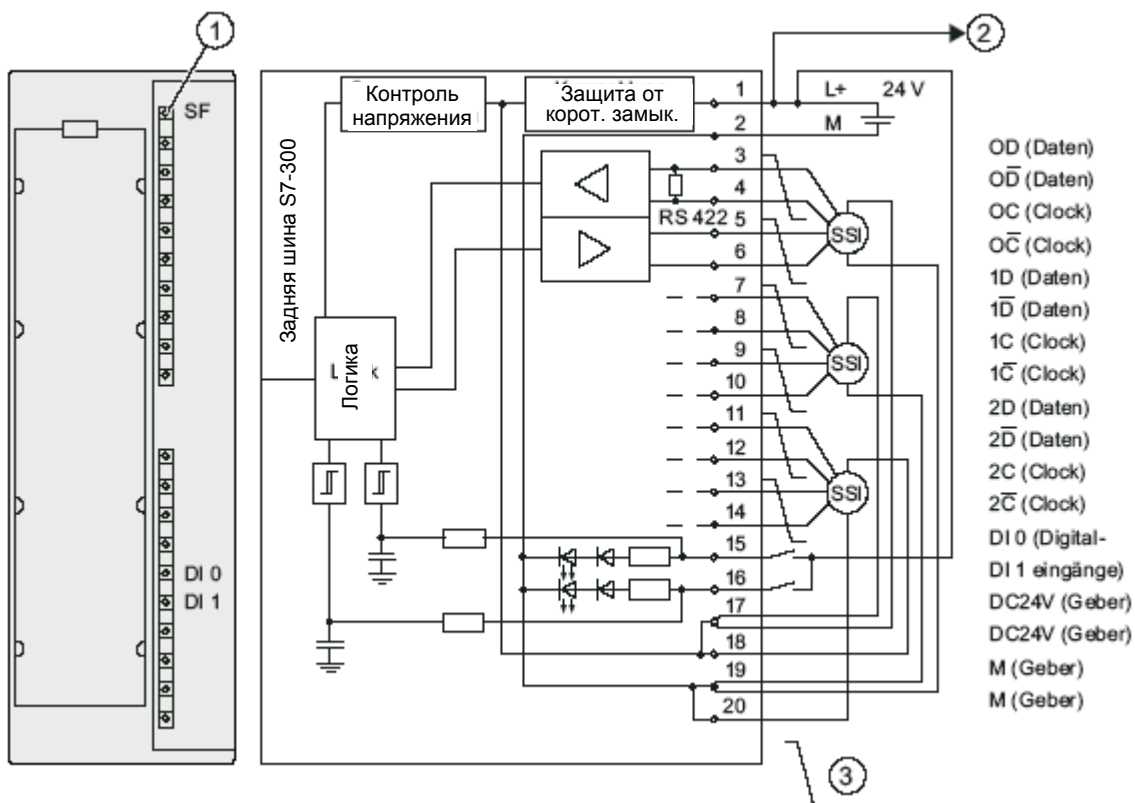 1
2
SF
Контроль напряжения
Защита от корот. замык.
1
L+
24 V
2
M
Задняя шина S7-300
3
4
RS 422
5
6
7
8
9
10
11
12
13
14
15
16
17
18
19
20
SSI
SSI
SSI
Логика
DI 0
DI 1
OD (Daten)
OD̅ (Daten)
OC (Clock)
OC̅ (Clock)
1D (Daten)
1D̅ (Daten)
1C (Clock)
1C̅ (Clock)
2D (Daten)
2D̅ (Daten)
2C (Clock)
2C̅ (Clock)
DI 0 (Digital-
DI 1 eingänge)
DC24V (Geber)
DC24V (Geber)
M (Geber)
M (Geber)
3